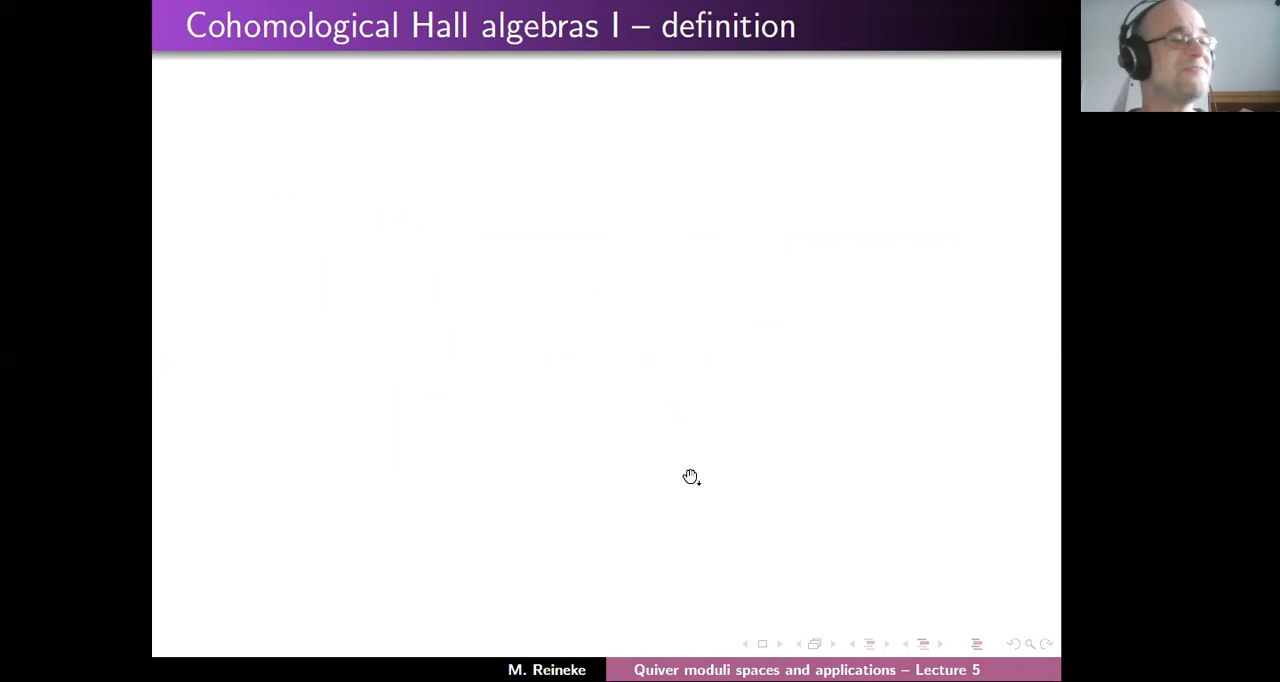 Cohomological Hall algebras I – definition
M. Reineke
Quiver moduli spaces and applications – Lecture 5